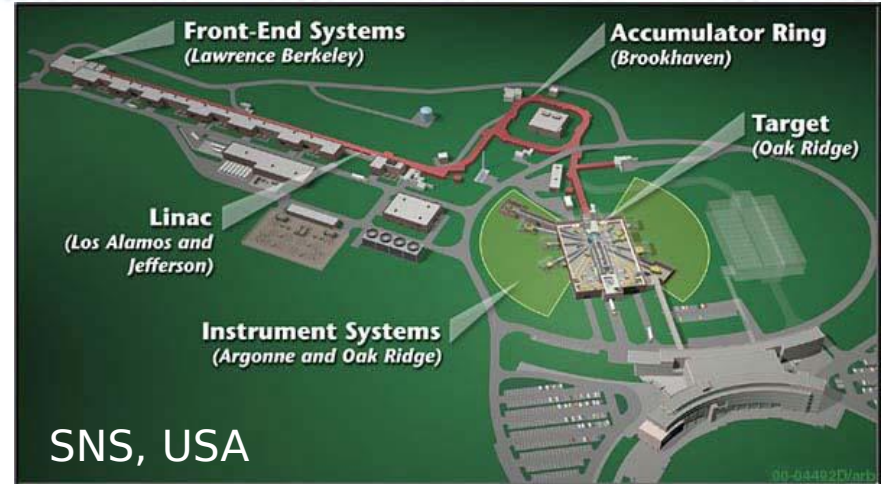 Front-End Systems
(Lawrence Berkeley)
Accumulator Ring
(Brookhaven)
Target
(Oak Ridge)
Linac
(Los Alamos and
Jefferson)
Instrument Systems
(Argonne and Oak Ridge)
SNS, USA
00-04492D/arb